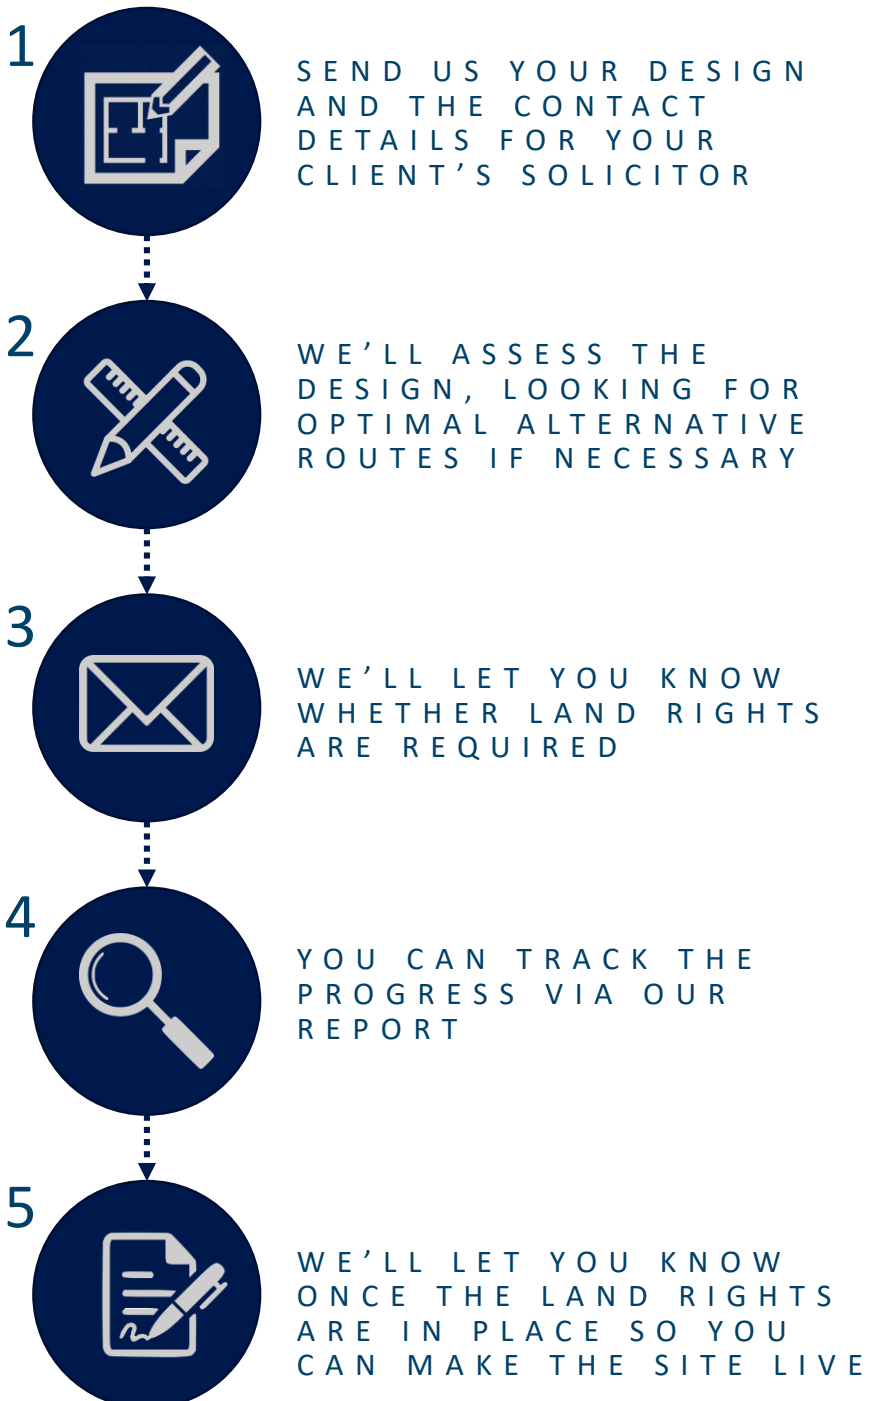 1
SEND US YOUR DESIGN
AND THE CONTACT
DETAILS FOR YOUR
CLIENT’S SOLICITOR
2
WE’LL ASSESS THE
DESIGN, LOOKING FOR
OPTIMAL ALTERNATIVE
ROUTES IF NECESSARY
3
WE’LL LET YOU KNOW
WHETHER LAND RIGHTS
ARE REQUIRED
4
YOU CAN TRACK THE
PROGRESS VIA OUR
REPORT
5
WE’LL LET YOU KNOW
ONCE THE LAND RIGHTS
ARE IN PLACE SO YOU
CAN MAKE THE SITE LIVE